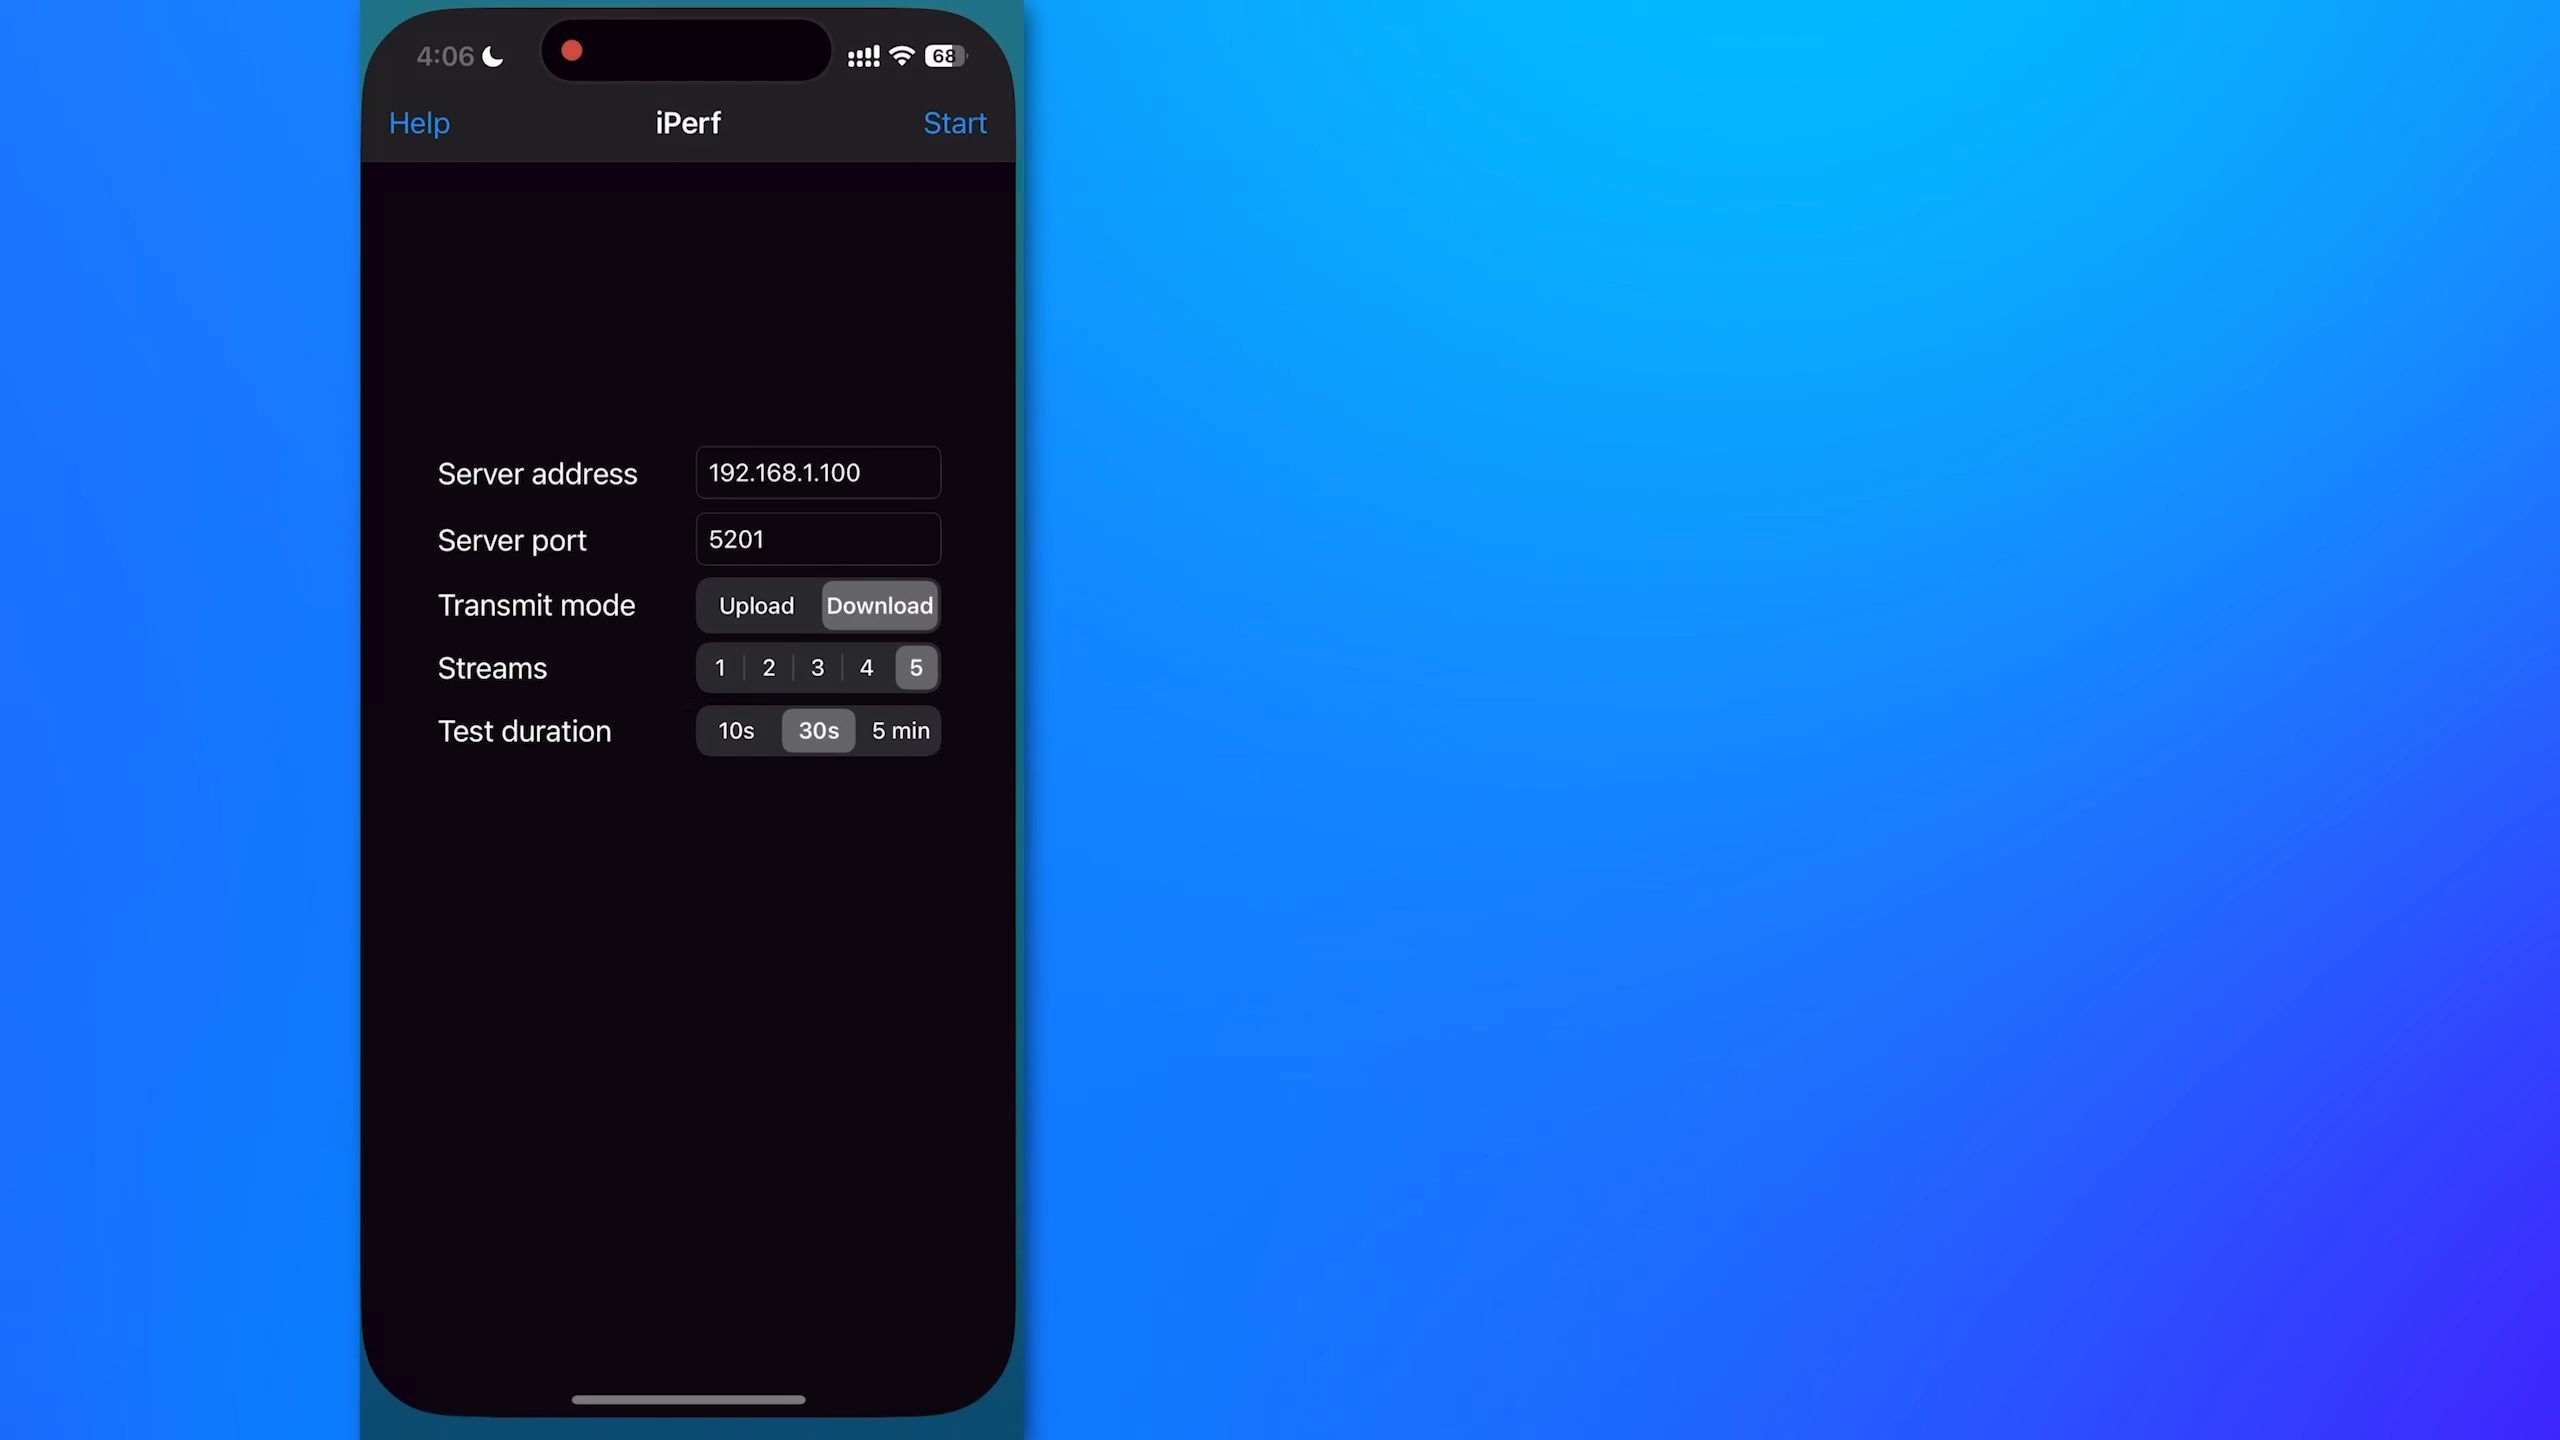 4:06 68
Help iPerf Start
Server address 192.168.1.100
Server port 5201
Transmit mode Upload Download
Streams 1 2 3 4 5
Test duration 10s 30s 5 min